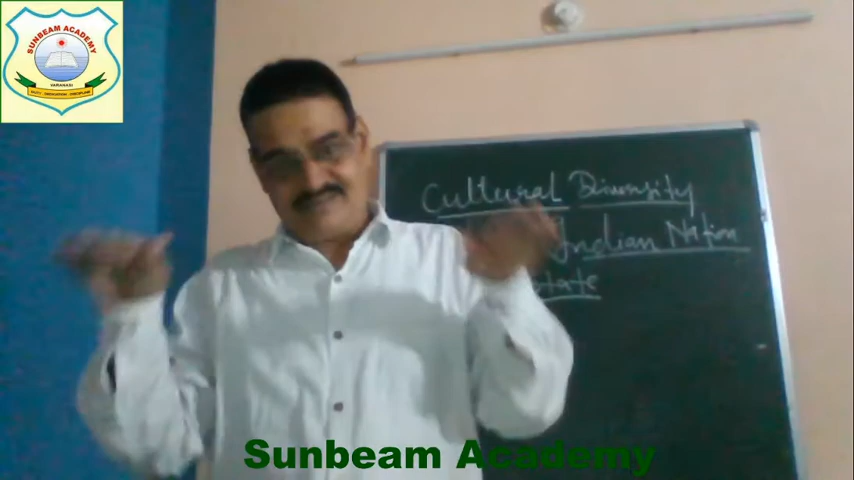 SUNBEAM ACADEMY
VARANASI
Cultural Diversity
Indian Nation
State
Sunbeam Academy